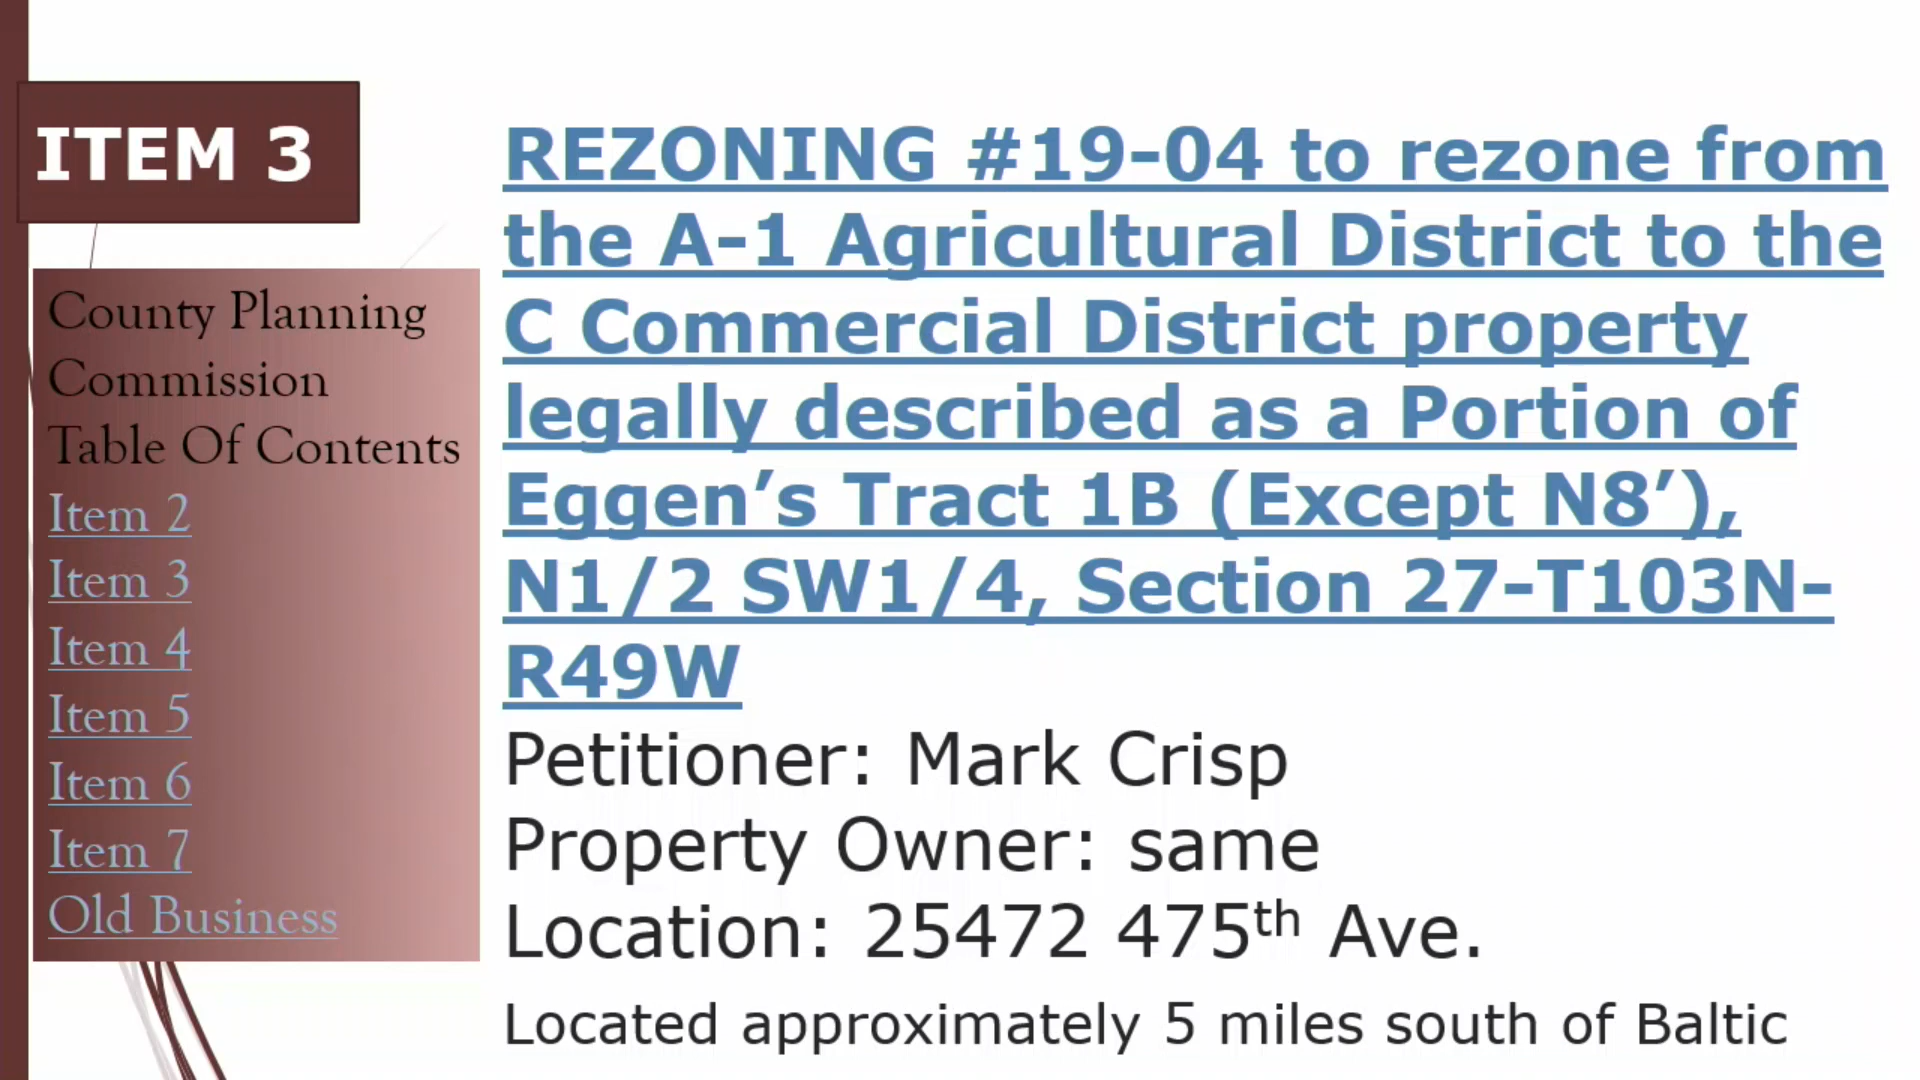 ITEM 3
County Planning
Commission
Table Of Contents
Item 2
Item 3
Item 4
Item 5
Item 6
Item 7
Old Business
REZONING #19-04 to rezone from
the A-1 Agricultural District to the
C Commercial District property
legally described as a Portion of
Eggen’s Tract 1B (Except N8’),
N1/2 SW1/4, Section 27-T103N-
R49W
Petitioner: Mark Crisp
Property Owner: same
Location: 25472 475th Ave.
Located approximately 5 miles south of Baltic